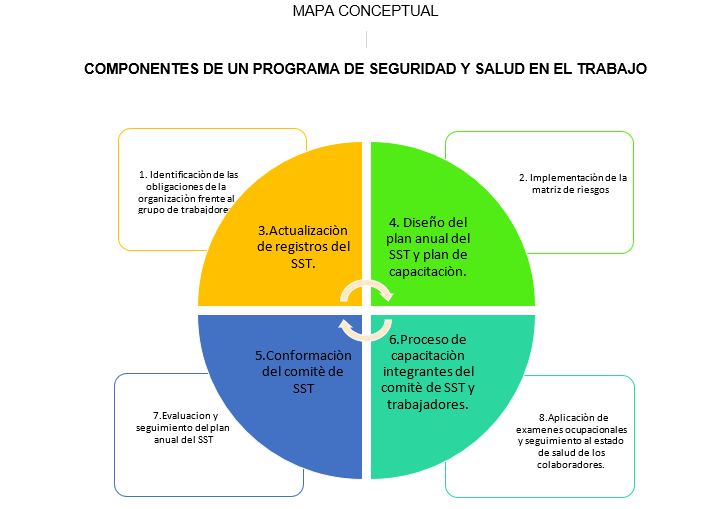 MAPA CONCEPTUAL
COMPONENTES DE UN PROGRAMA DE SEGURIDAD Y SALUD EN EL TRABAJO
1. Identificaciòn de las
obligaciones de la
organizaciòn frente al
grupo de trabajdore
2. Implementaciòn de la
matriz de riesgos
3.Actualizaciòn
de registros del
SST.
4. Diseño del
plan anual del
SST y plan de
capacitaciòn.
5.Conformaciòn
del comitè de
SST
6.Proceso de
capacitaciòn
integrantes del
comitè de SST y
trabajadores.
7.Evaluacion y
seguimiento del plan
anual del SST
8.Aplicaciòn de
examenes ocupacionales
y seguimiento al estado
de salud de los
colaboradores.